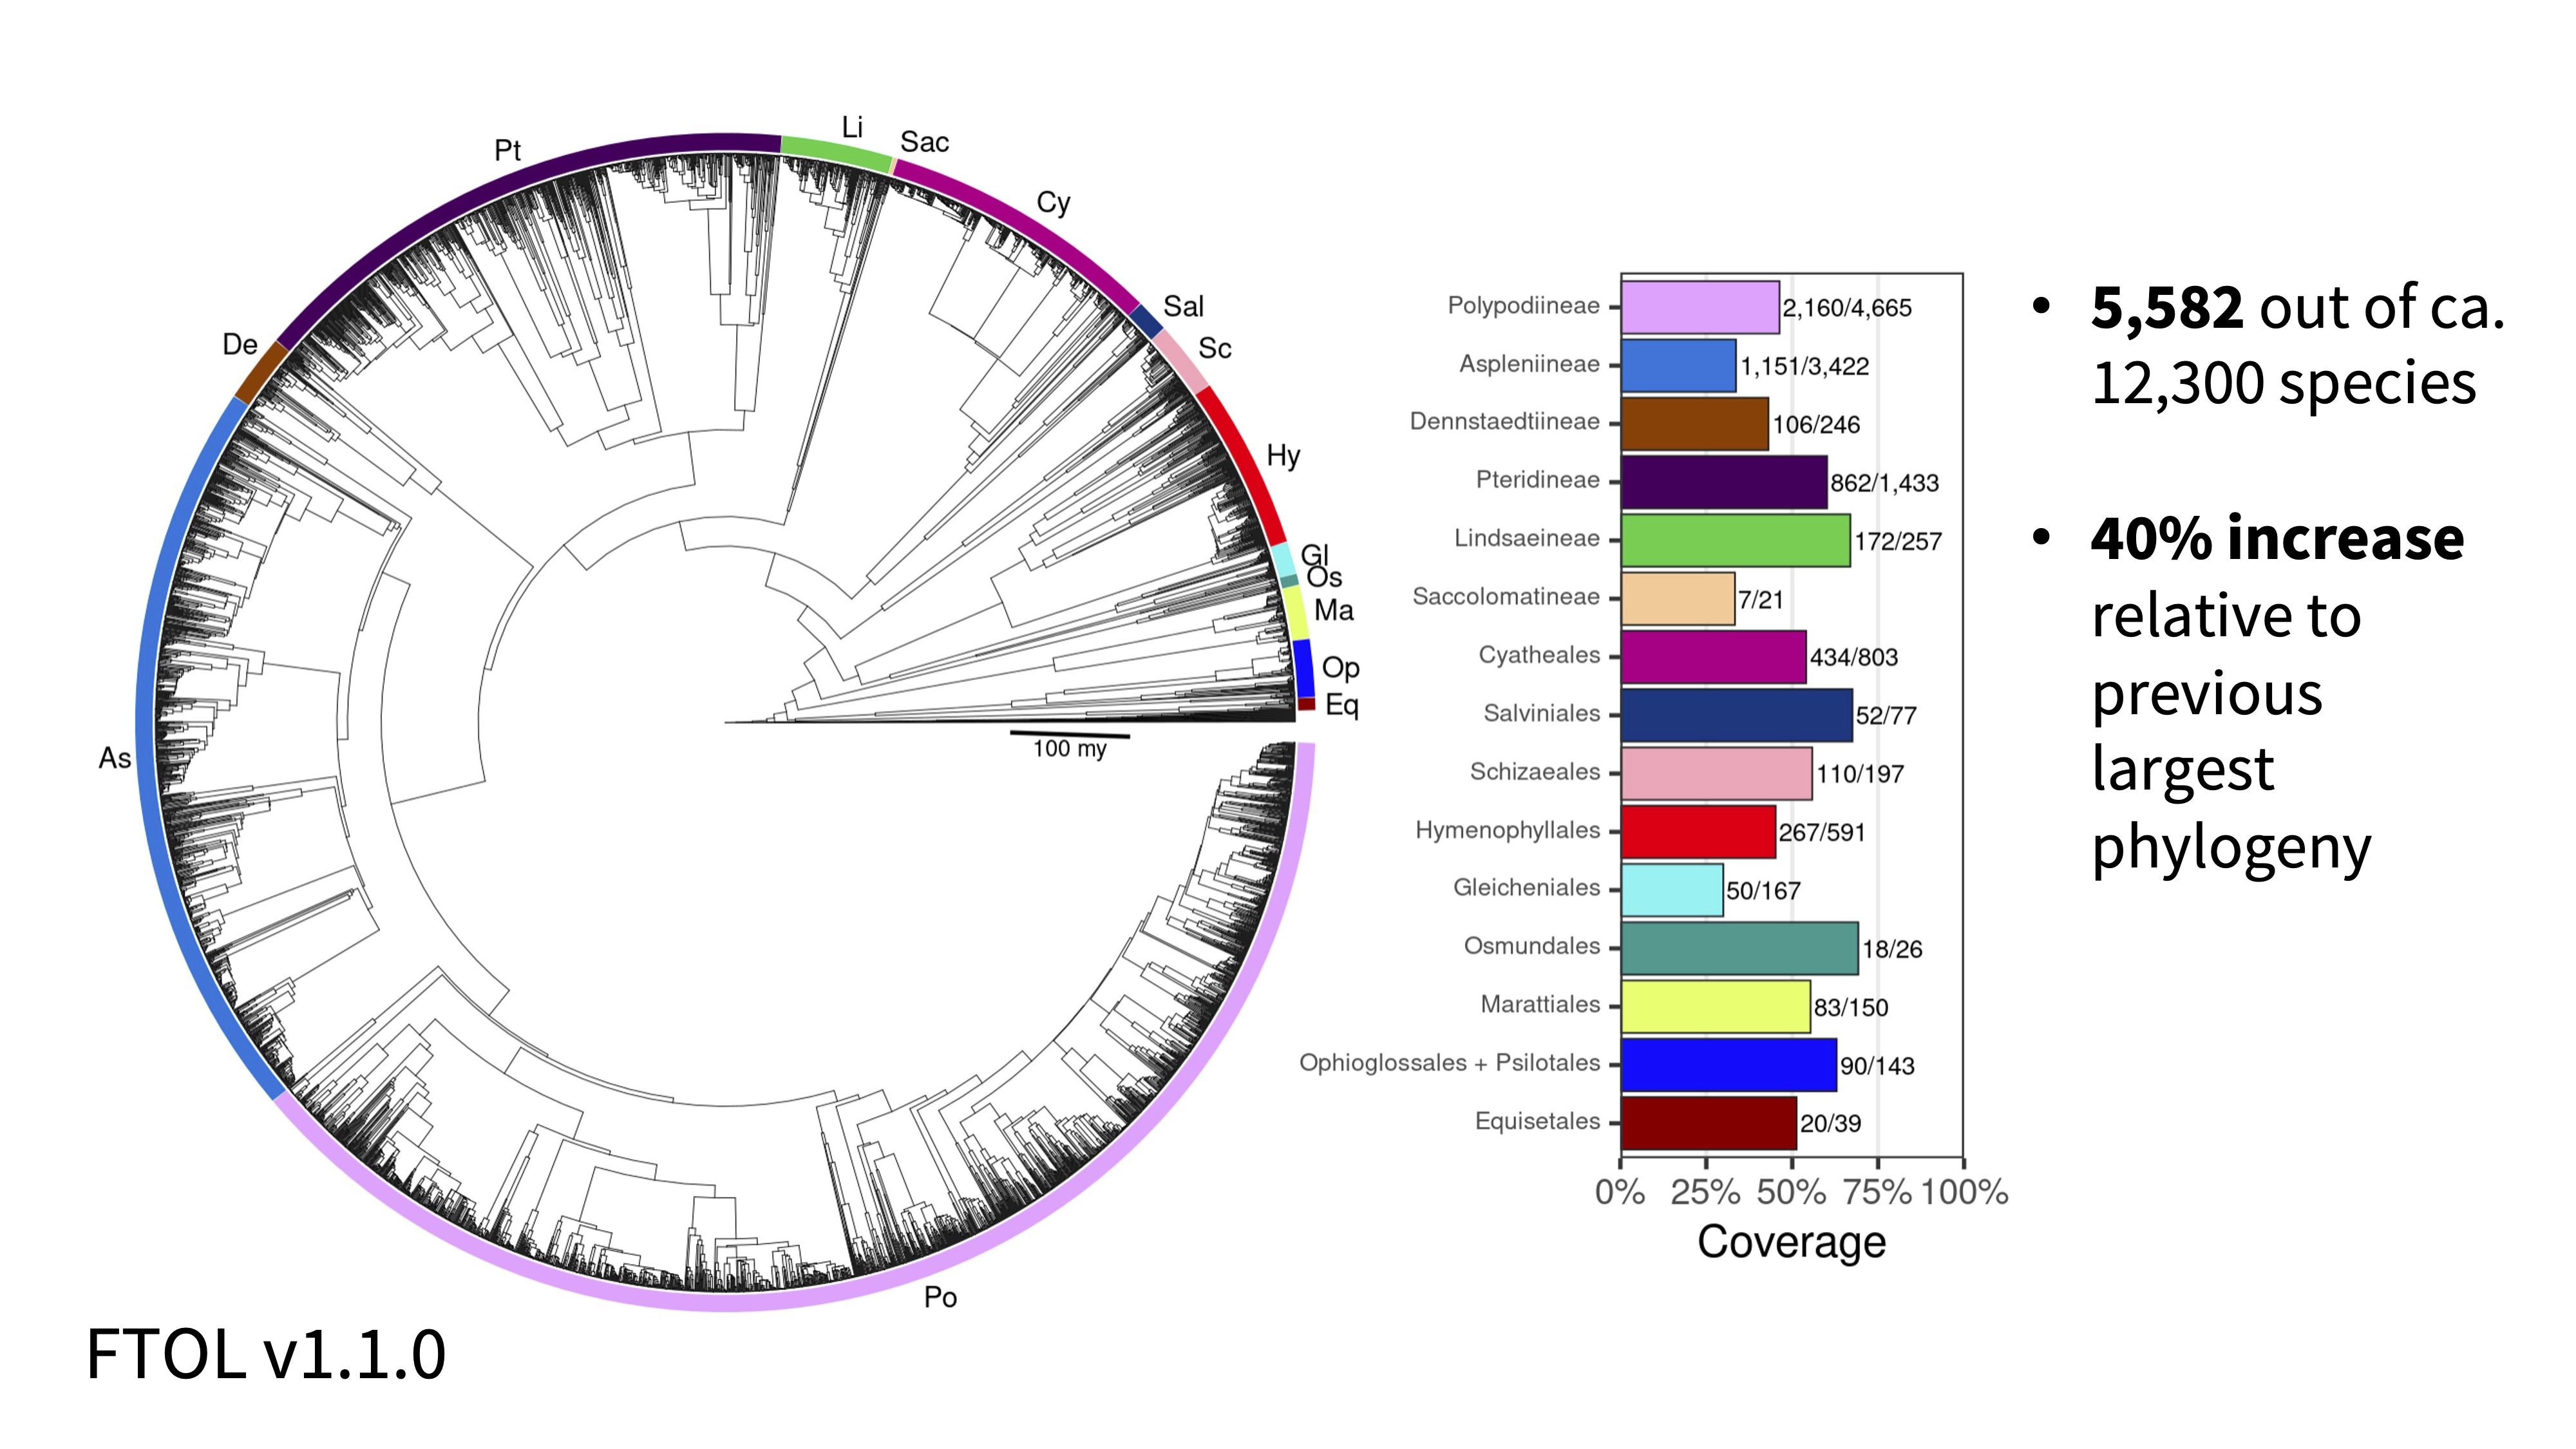 Pt
Li
Sac
Cy
Sal
Sc
De
Hy
Gl
Os
Ma
Op
Eq
100 my
As
Po
FTOL v1.1.0
Polypodiineae 2,160/4,665
Aspleniineae 1,151/3,422
Dennstaedtiineae 106/246
Pteridineae 862/1,433
Lindsaeineae 172/257
Saccolomatineae 7/21
Cyatheales 434/803
Salviniales 52/77
Schizaeales 110/197
Hymenophyllales 267/591
Gleicheniales 50/167
Osmundales 18/26
Marattiales 83/150
Ophioglossales + Psilotales 90/143
Equisetales 20/39
0% 25% 50% 75% 100%
Coverage
• 5,582 out of ca.
12,300 species
• 40% increase
relative to
previous
largest
phylogeny